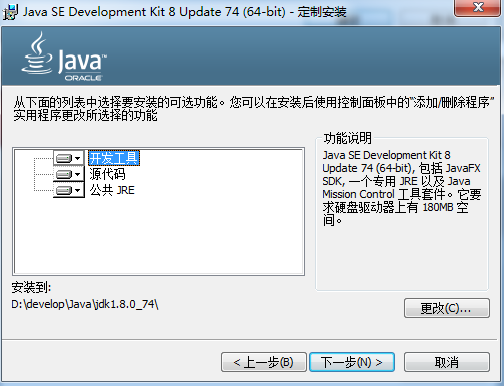 Java SE Development Kit 8 Update 74 (64-bit) - 定制安装
Java™
ORACLE
从下面的列表中选择要安装的可选功能。您可以在安装后使用控制面板中的“添加/删除程序”
实用程序更改所选择的功能
开发工具
源代码
公共 JRE
功能说明
Java SE Development Kit 8
Update 74 (64-bit), 包括 JavaFX
SDK, 一个专用 JRE 以及 Java
Mission Control 工具套件。它要
求硬盘驱动器上有 180MB 空
间。
安装到:
D:\develop\Java\jdk1.8.0_74\
更改(C)...
< 上一步(B)
下一步(N) >
取消